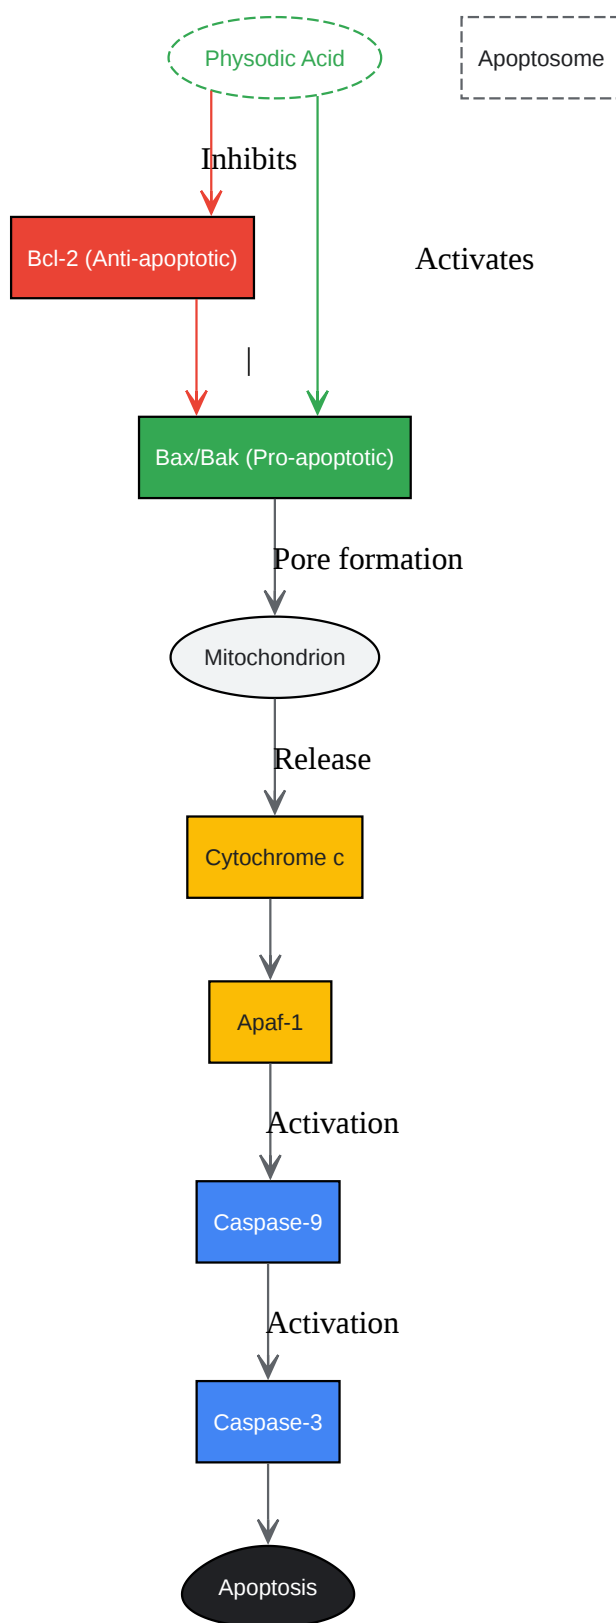 Physodic Acid
Apoptosome
Inhibits
Bcl-2 (Anti-apoptotic)
Activates
|
Bax/Bak (Pro-apoptotic)
Pore formation
Mitochondrion
Release
Cytochrome c
Apaf-1
Activation
Caspase-9
Activation
Caspase-3
Apoptosis